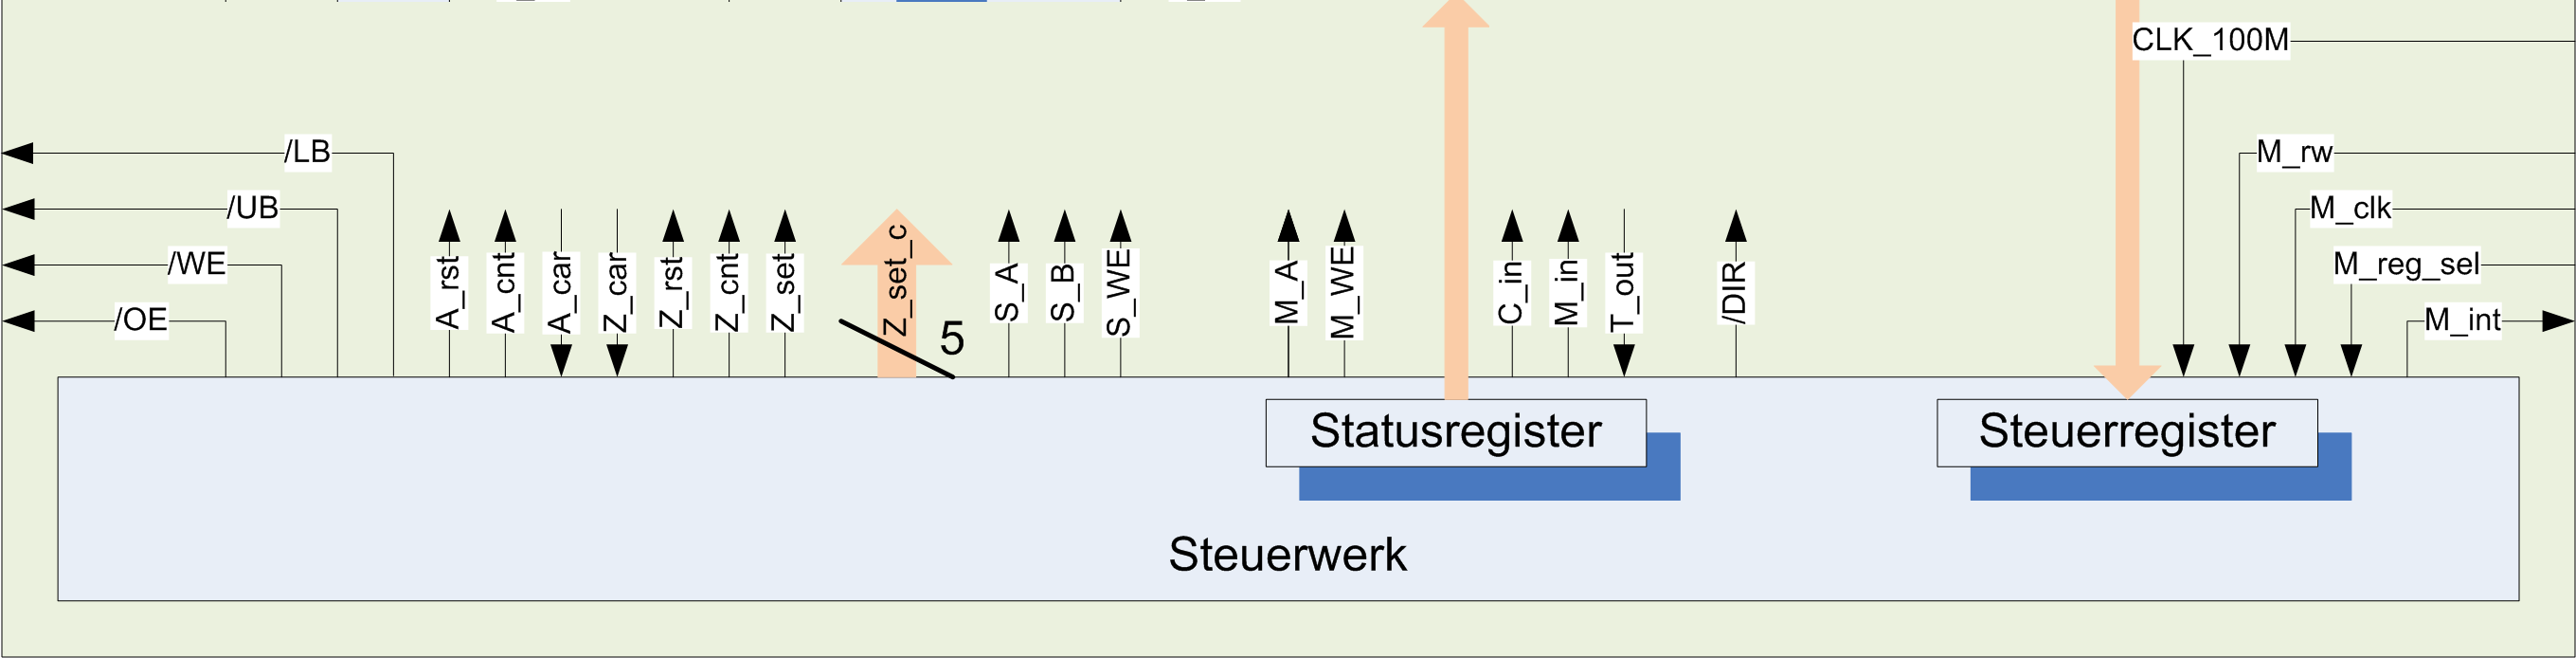 CLK_100M
/LB
M_rw
/UB
M_clk
/WE
M_reg_sel
/OE
M_int
A_rst
A_cnt
A_car
Z_car
Z_rst
Z_cnt
Z_set
Z_set_c
5
S_A
S_B
S_WE
M_A
M_WE
C_in
M_in
T_out
/DIR
Statusregister
Steuerregister
Steuerwerk